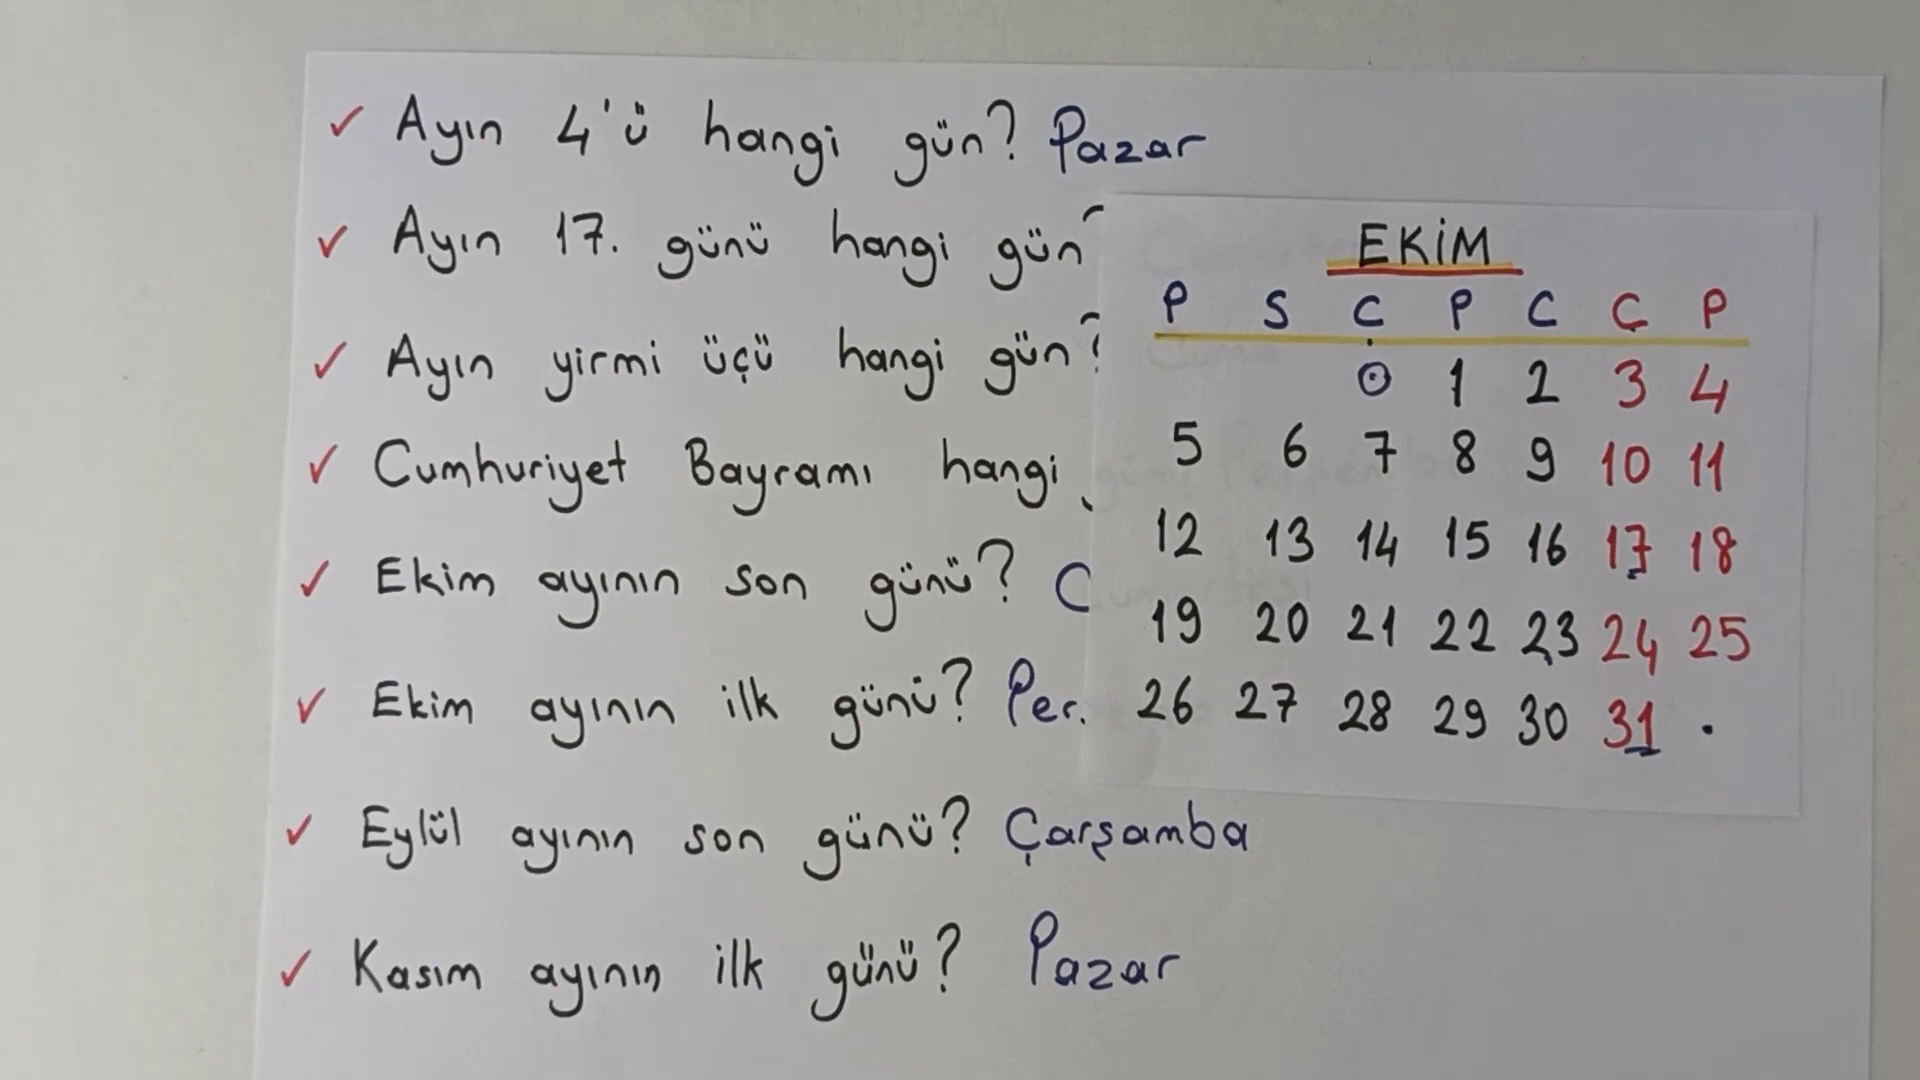 ✓ Ayın 4'ü hangi gün? Pazar
✓ Ayın 17. günü hangi gün?
✓ Ayın yirmi üçü hangi gün?
✓ Cumhuriyet Bayramı hangi
✓ Ekim ayının son günü? C
✓ Ekim ayının ilk günü? Per.
✓ Eylül ayının son günü? Çarşamba
✓ Kasım ayının ilk günü? Pazar
EKİM
P S Ç P C C P
0 1 2 3 4
5 6 7 8 9 10 11
12 13 14 15 16 17 18
19 20 21 22 23 24 25
26 27 28 29 30 31 .